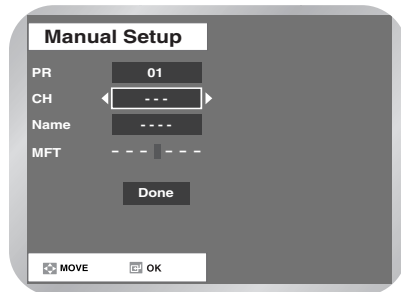 Manual Setup
PR 01
CH - - -
Name - - - -
MFT - - - - - -
Done
MOVE OK